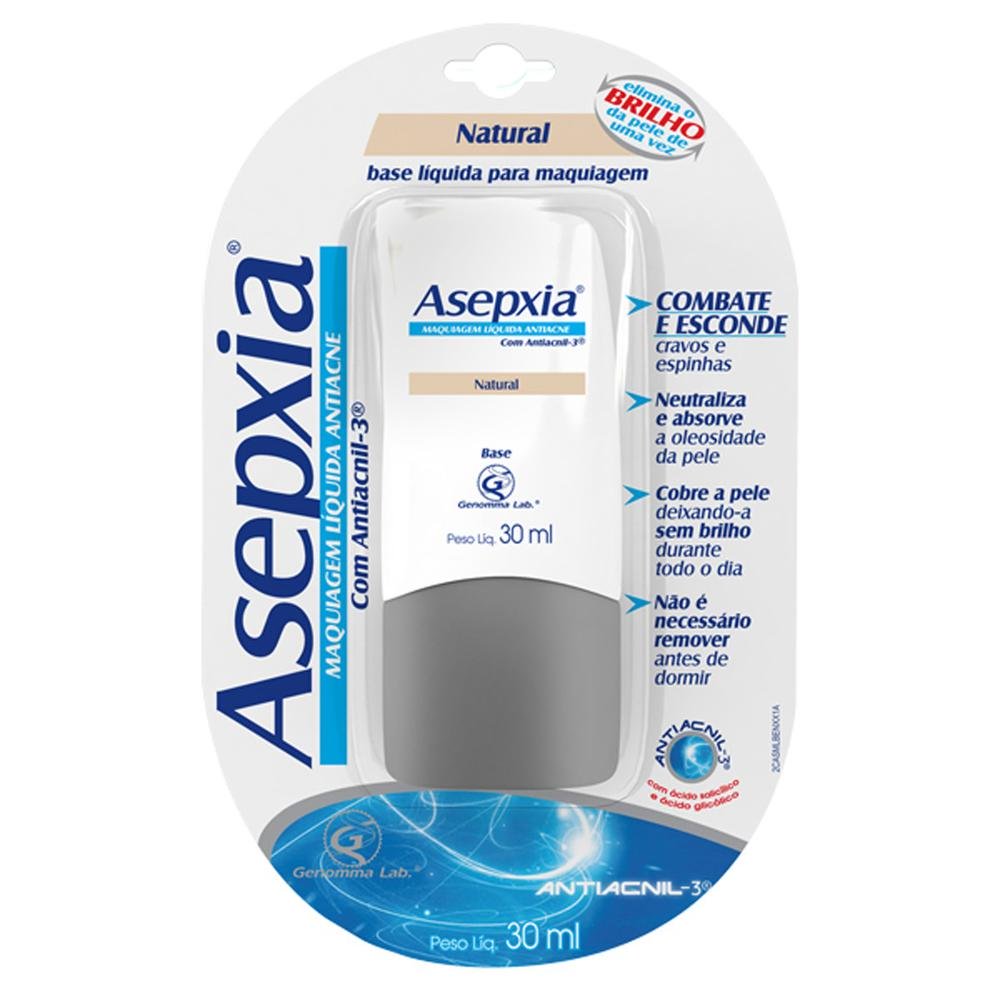 elimina o
BRILHO
da pele de
uma vez
Natural
base líquida para maquiagem
Asepxia®
MAQUIAGEM LÍQUIDA ANTIACNE
Com Antiacnil-3®
Asepxia®
MAQUIAGEM LÍQUIDA ANTIACNE
Com Antiacnil-3®
Natural
Base
G
Genomma Lab.®
Peso Líq. 30 ml
COMBATE
E ESCONDE
cravos e
espinhas
Neutraliza
e absorve
a oleosidade
da pele
Cobre a pele
deixando-a
sem brilho
durante
todo o dia
Não é
necessário
remover
antes de
dormir
ANTIACNIL-3®
com ácido salicílico
e ácido glicólico
2CASMLBENXX1A
G
Genomma Lab.®
ANTIACNIL-3®
Peso Líq. 30 ml